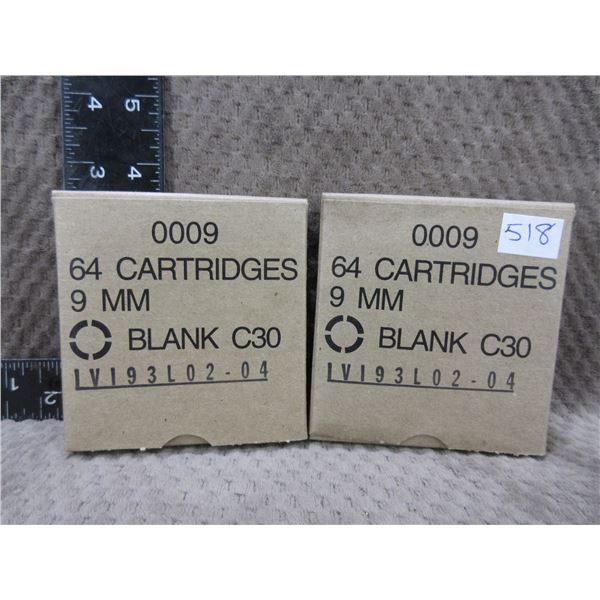 5
4
4
3
1
2
0009
64 CARTRIDGES
9 MM
BLANK C30
IVI93L02-04
0009
518
64 CARTRIDGES
9 MM
BLANK C30
IVI93L02-04